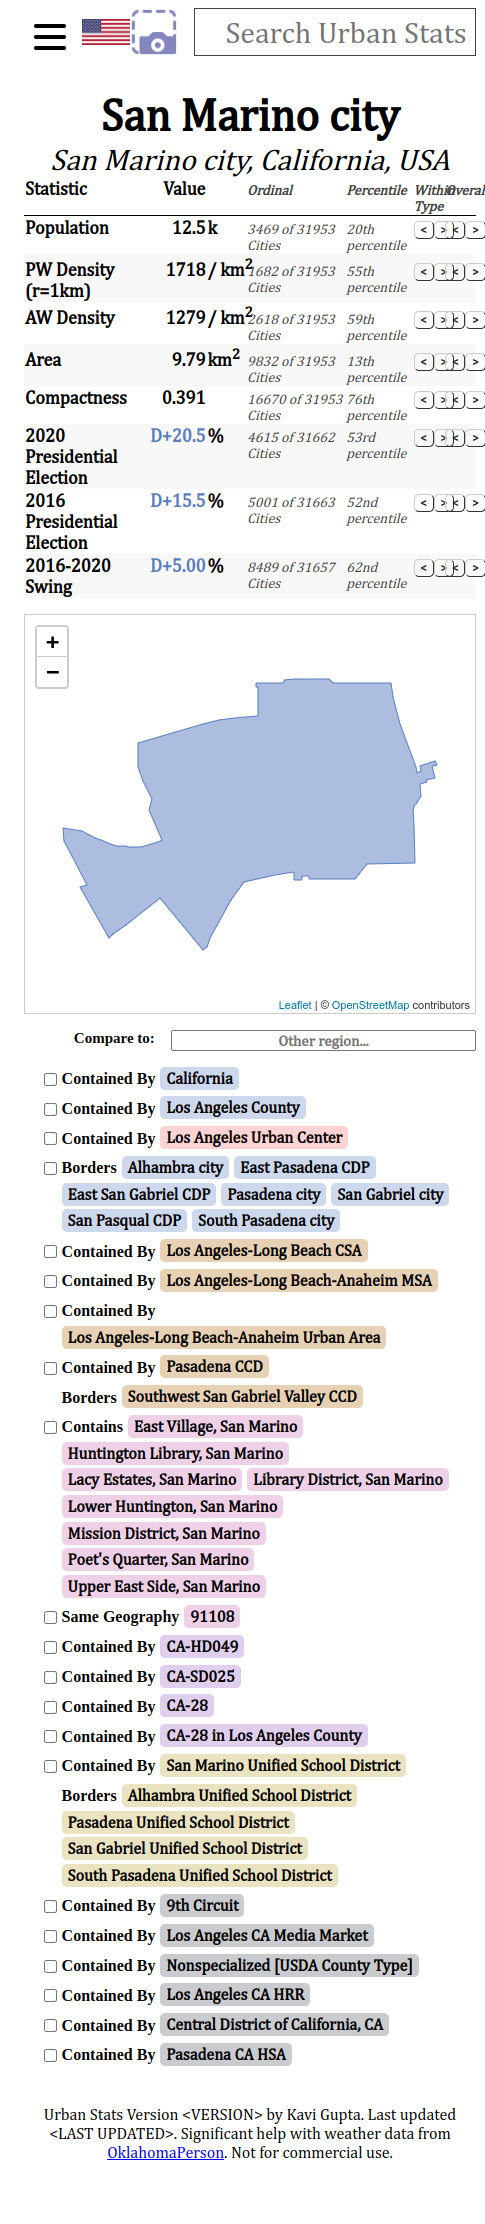 Search Urban Stats
San Marino city
San Marino city, California, USA
Statistic Value Ordinal Percentile Within Type Overall
Population 12.5 k 3469 of 31953 Cities 20th percentile < > < >
PW Density (r=1km) 1718 / km2 1682 of 31953 Cities 55th percentile < > < >
AW Density 1279 / km2 2618 of 31953 Cities 59th percentile < > < >
Area 9.79 km2 9832 of 31953 Cities 13th percentile < > < >
Compactness 0.391 16670 of 31953 Cities 76th percentile < > < >
2020 Presidential Election D+20.5 % 4615 of 31662 Cities 53rd percentile < > < >
2016 Presidential Election D+15.5 % 5001 of 31663 Cities 52nd percentile < > < >
2016-2020 Swing D+5.00 % 8489 of 31657 Cities 62nd percentile < > < >
+
−
Leaflet | © OpenStreetMap contributors
Compare to: Other region...
Contained By California
Contained By Los Angeles County
Contained By Los Angeles Urban Center
Borders Alhambra city East Pasadena CDP
East San Gabriel CDP Pasadena city San Gabriel city
San Pasqual CDP South Pasadena city
Contained By Los Angeles-Long Beach CSA
Contained By Los Angeles-Long Beach-Anaheim MSA
Contained By
Los Angeles-Long Beach-Anaheim Urban Area
Contained By Pasadena CCD
Borders Southwest San Gabriel Valley CCD
Contains East Village, San Marino
Huntington Library, San Marino
Lacy Estates, San Marino Library District, San Marino
Lower Huntington, San Marino
Mission District, San Marino
Poet's Quarter, San Marino
Upper East Side, San Marino
Same Geography 91108
Contained By CA-HD049
Contained By CA-SD025
Contained By CA-28
Contained By CA-28 in Los Angeles County
Contained By San Marino Unified School District
Borders Alhambra Unified School District
Pasadena Unified School District
San Gabriel Unified School District
South Pasadena Unified School District
Contained By 9th Circuit
Contained By Los Angeles CA Media Market
Contained By Nonspecialized [USDA County Type]
Contained By Los Angeles CA HRR
Contained By Central District of California, CA
Contained By Pasadena CA HSA
Urban Stats Version <VERSION> by Kavi Gupta. Last updated
<LAST UPDATED>. Significant help with weather data from
OklahomaPerson. Not for commercial use.